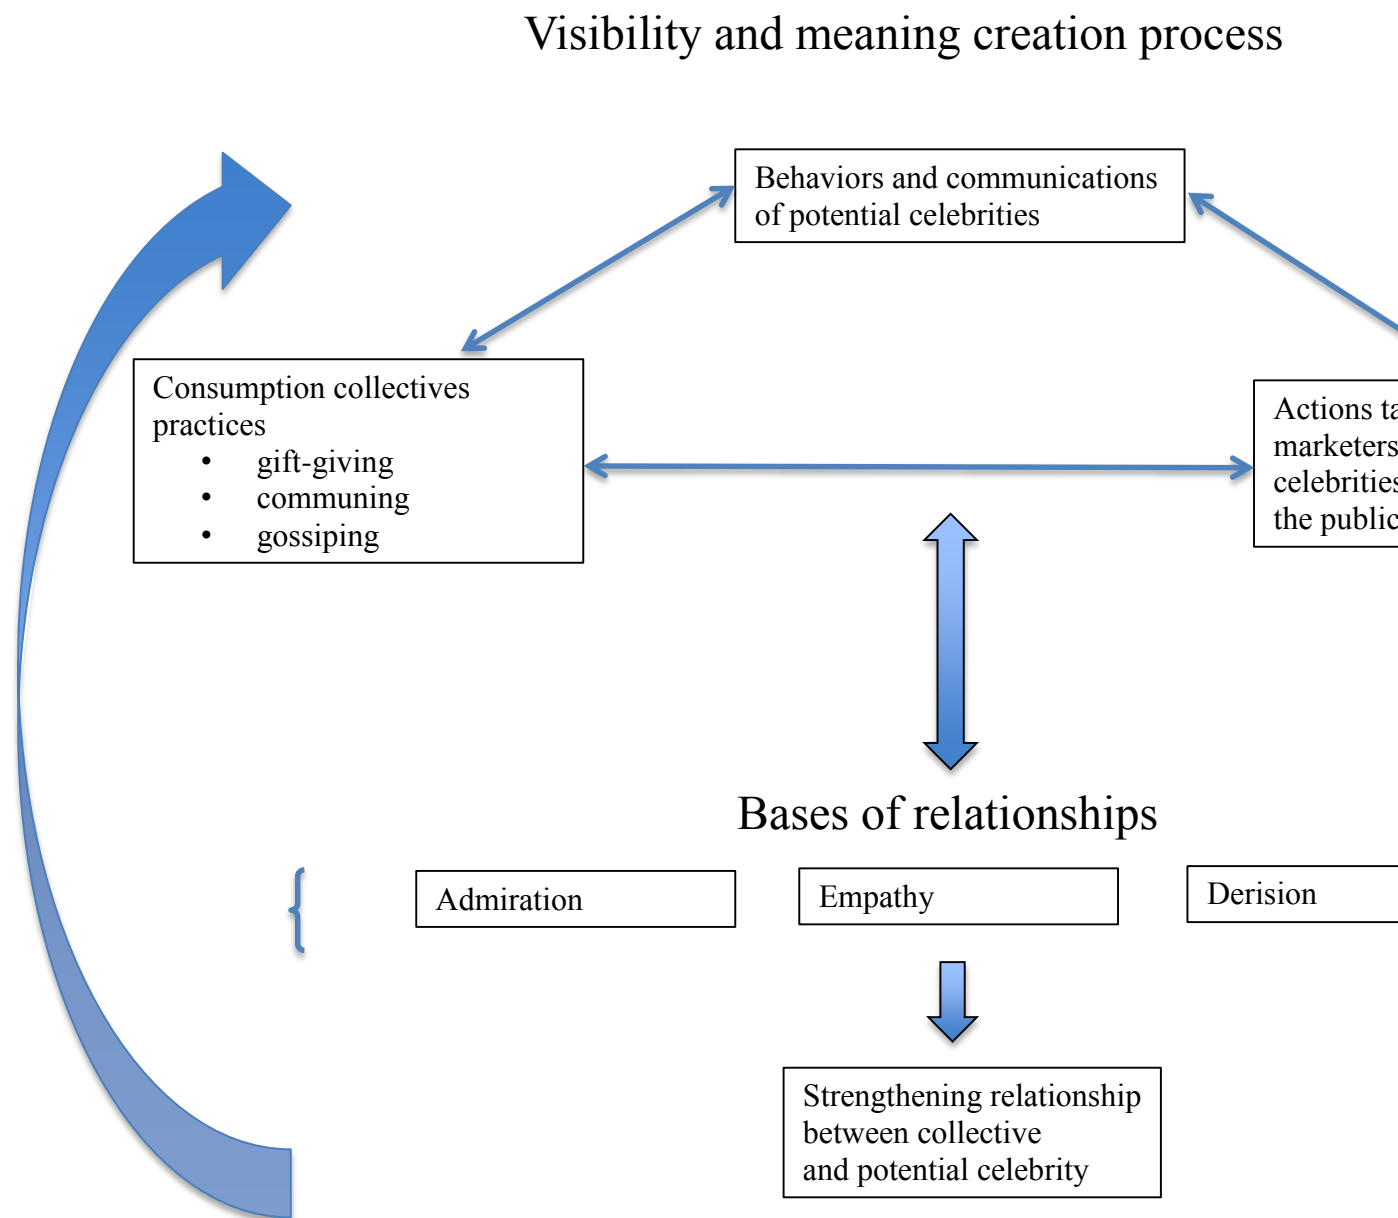 Visibility and meaning creation process
Behaviors and communications
of potential celebrities
Consumption collectives
practices
• gift-giving
• communing
• gossiping
Actions
marketers
celebrities
the public
Bases of relationships
Admiration
Empathy
Derision
Strengthening relationship
between collective
and potential celebrity